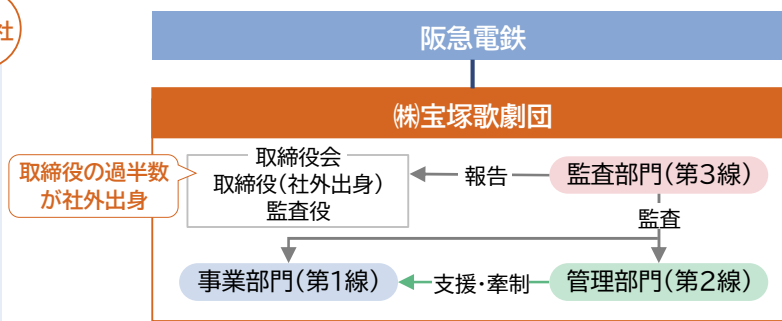 社
阪急電鉄
㈱宝塚歌劇団
取締役の過半数
が社外出身
取締役会
取締役(社外出身)
監査役
報告
監査部門(第3線)
監査
事業部門(第1線)
支援・牽制
管理部門(第2線)